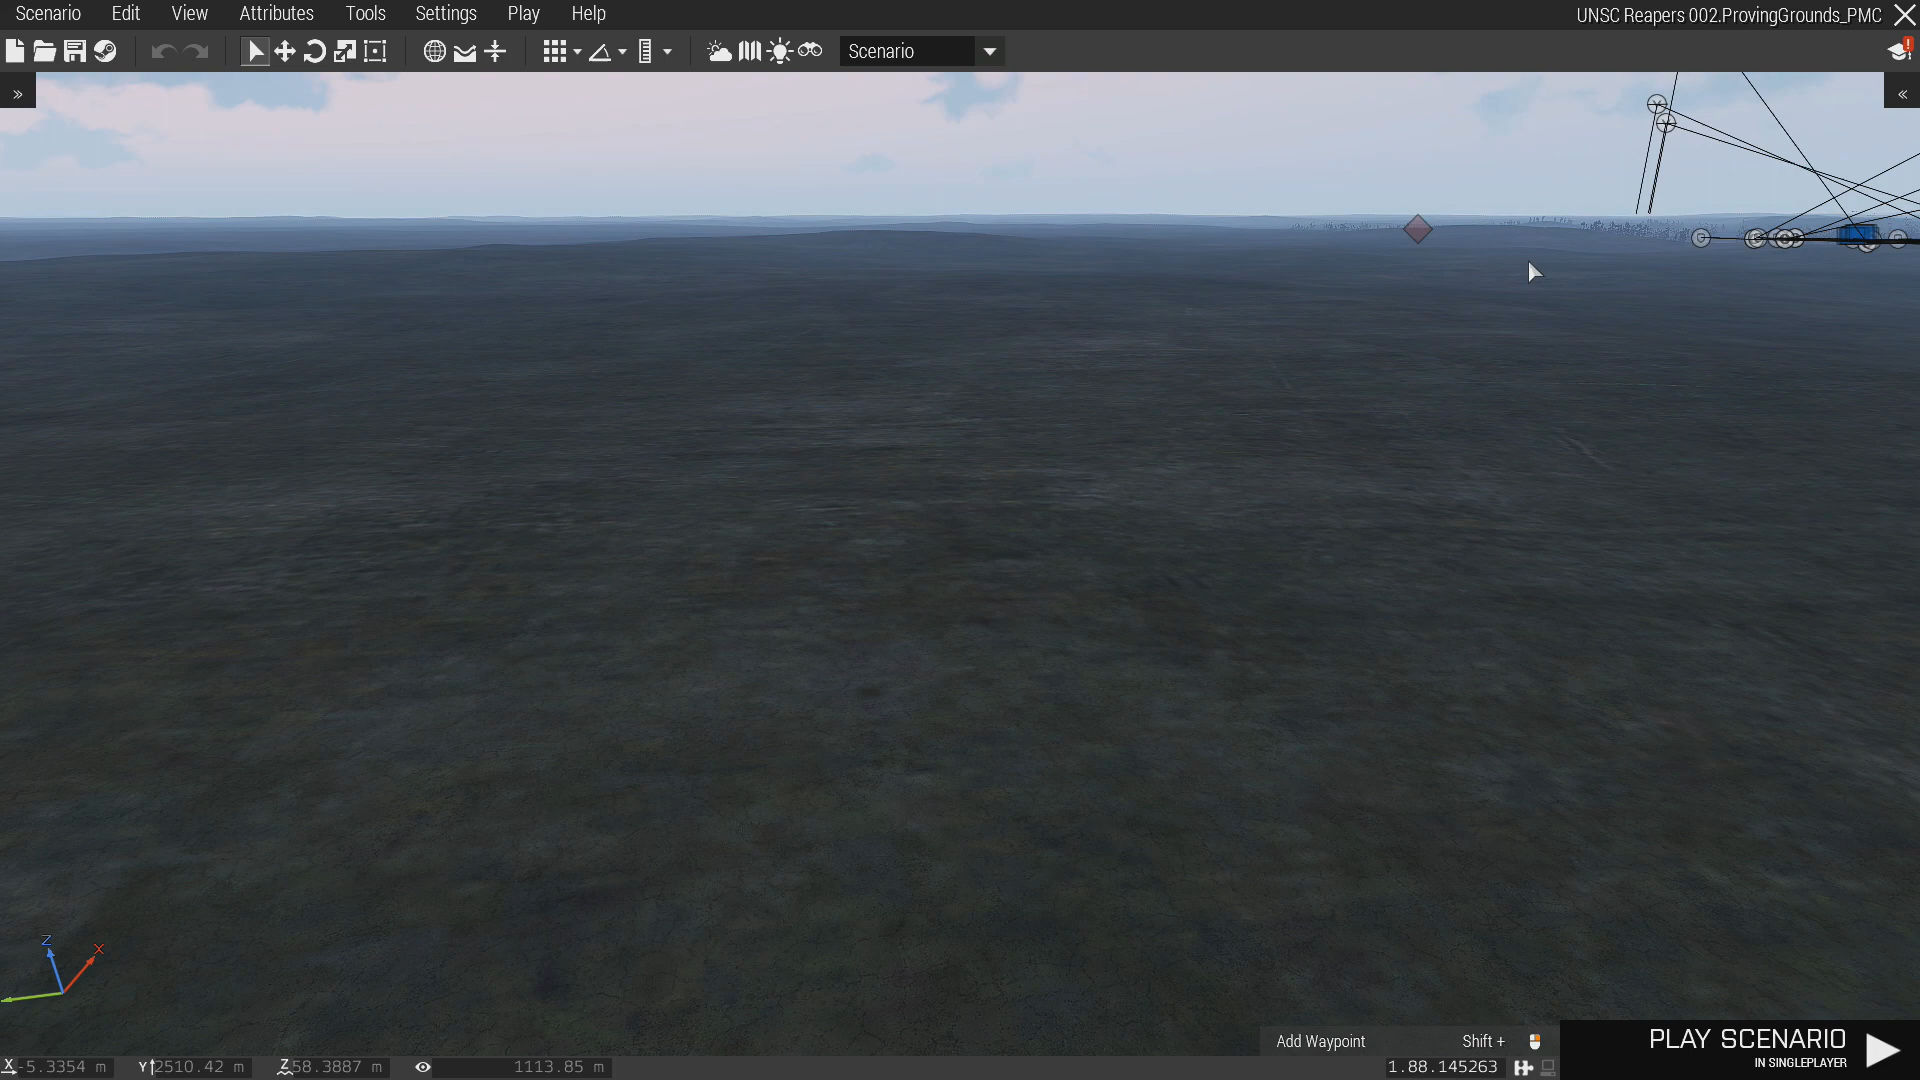 Scenario Edit View Attributes Tools Settings Play Help
UNSC Reapers 002.ProvingGrounds_PMC
Scenario
Z X
Add Waypoint Shift +
PLAY SCENARIO
IN SINGLEPLAYER
X -5.3354 m Y 2510.42 m Z 58.3887 m 1113.85 m 1.88.145263